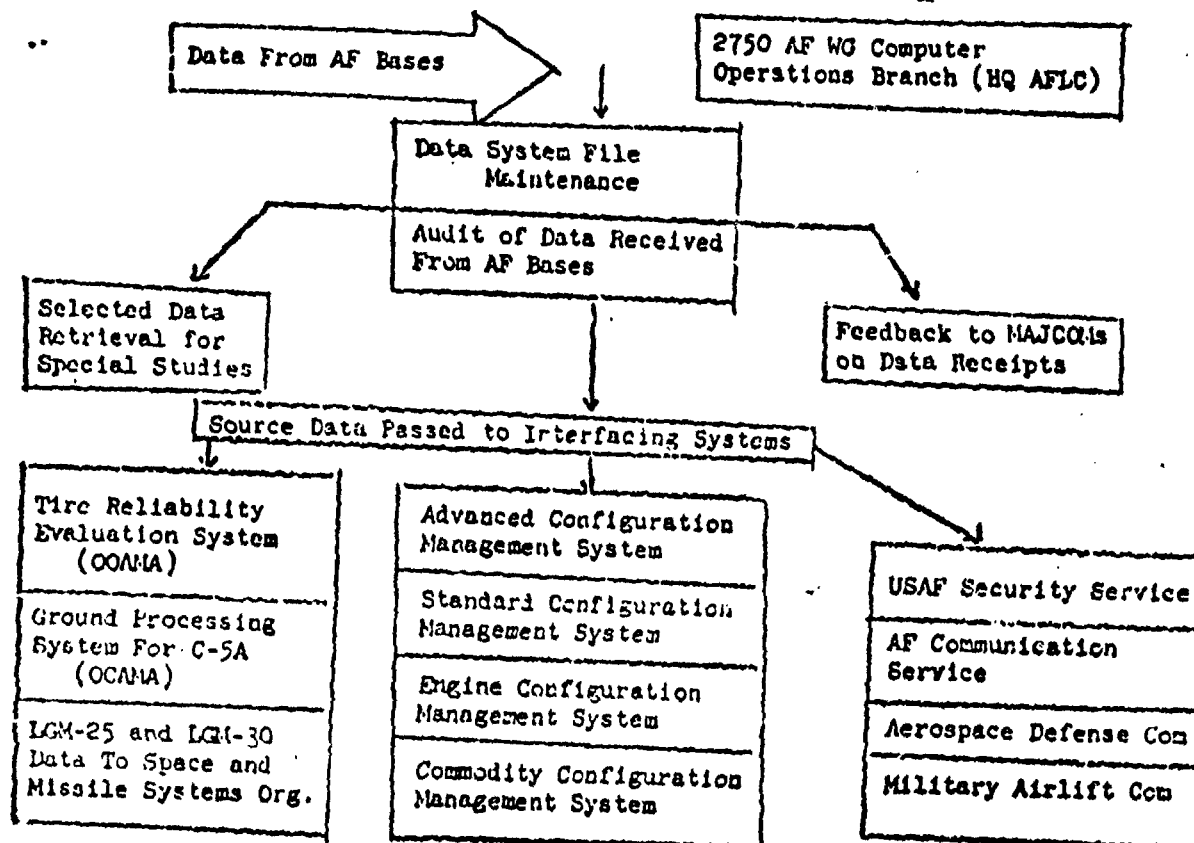 Data From AF Bases
2750 AF WG Computer
Operations Branch (HQ AFLC)
Data System File
Maintenance
Audit of Data Received
From AF Bases
Selected Data
Retrieval for
Special Studies
Feedback to MAJCOMs
on Data Receipts
Source Data Passed to Interfacing Systems
Tire Reliability
Evaluation System
(OOAMA)
Ground Processing
System For C-5A
(OCAMA)
LGM-25 and LGM-30
Data To Space and
Missile Systems Org.
Advanced Configuration
Management System
Standard Configuration
Management System
Engine Configuration
Management System
Commodity Configuration
Management System
USAF Security Service
AF Communication
Service
Aerospace Defense Com
Military Airlift Com